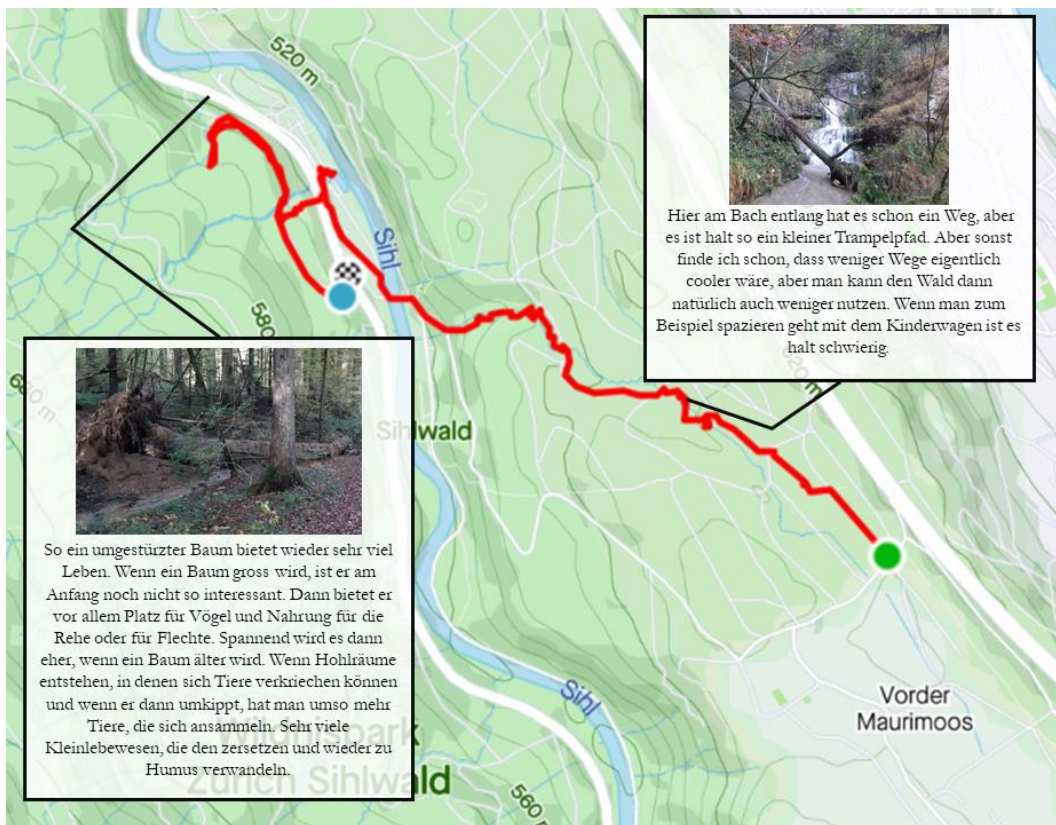 520 m
Hier am Bach entlang hat es schon ein Weg, aber
es ist halt so ein kleiner Trampelpfad. Aber sonst
finde ich schon, dass weniger Wege eigentlich
cooler wäre, aber man kann den Wald dann
natürlich auch weniger nutzen. Wenn man zum
Beispiel spazieren geht mit dem Kinderwagen ist es
halt schwierig.
Sihl
580
620 m
Sihlwald
So ein umgestürzter Baum bietet wieder sehr viel
Leben. Wenn ein Baum gross wird, ist er am
Anfang noch nicht so interessant. Dann bietet er
vor allem Platz für Vögel und Nahrung für die
Rehe oder für Flechte. Spannend wird es dann
eher, wenn ein Baum älter wird. Wenn Hohlräume
entstehen, in denen sich Tiere verkriechen können
und wenn er dann umkippt, hat man umso mehr
Tiere, die sich ansammeln. Sehr viele
Kleinlebewesen, die den zersetzen und wieder zu
Humus verwandeln.
Sihl
Vorder
Maurimoos
Wildnispark
Zürich Sihlwald
560 m